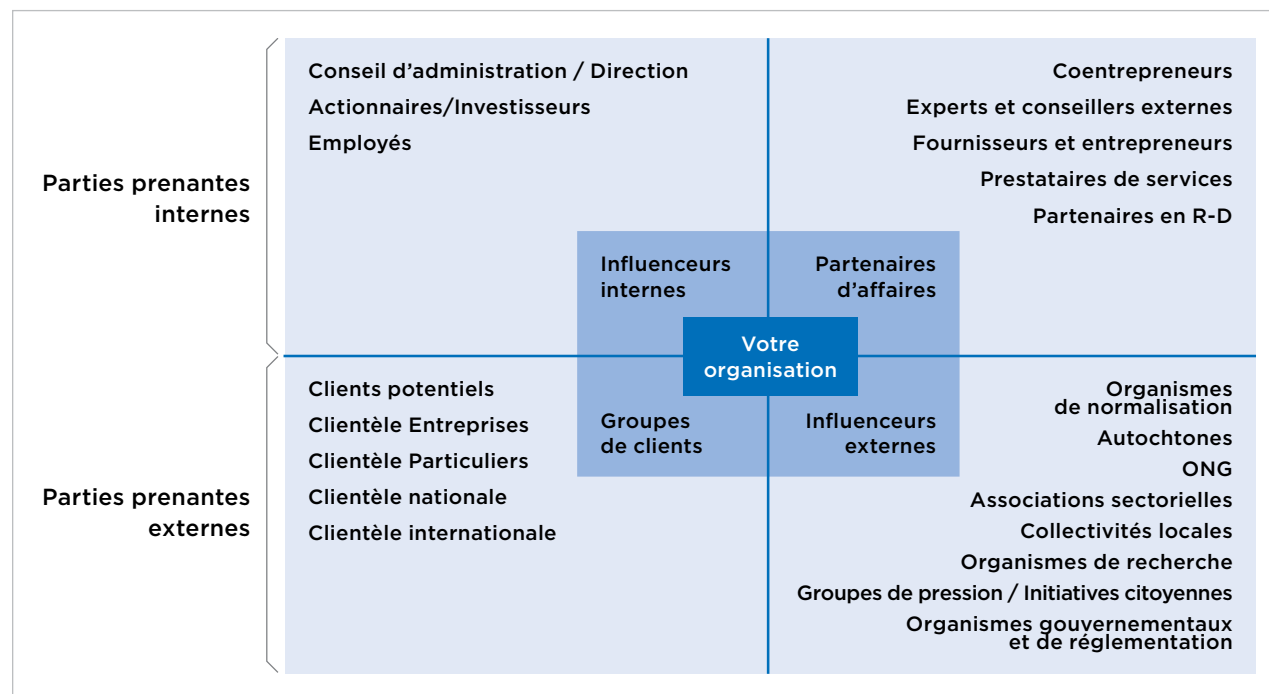 Parties prenantes
internes
Conseil d’administration / Direction
Actionnaires/Investisseurs
Employés
Coentrepreneurs
Experts et conseillers externes
Fournisseurs et entrepreneurs
Prestataires de services
Partenaires en R-D
Influenceurs
internes
Partenaires
d’affaires
Votre
organisation
Parties prenantes
externes
Clients potentiels
Clientèle Entreprises
Clientèle Particuliers
Clientèle nationale
Clientèle internationale
Groupes
de clients
Influenceurs
externes
Organismes
de normalisation
Autochtones
ONG
Associations sectorielles
Collectivités locales
Organismes de recherche
Groupes de pression / Initiatives citoyennes
Organismes gouvernementaux
et de réglementation